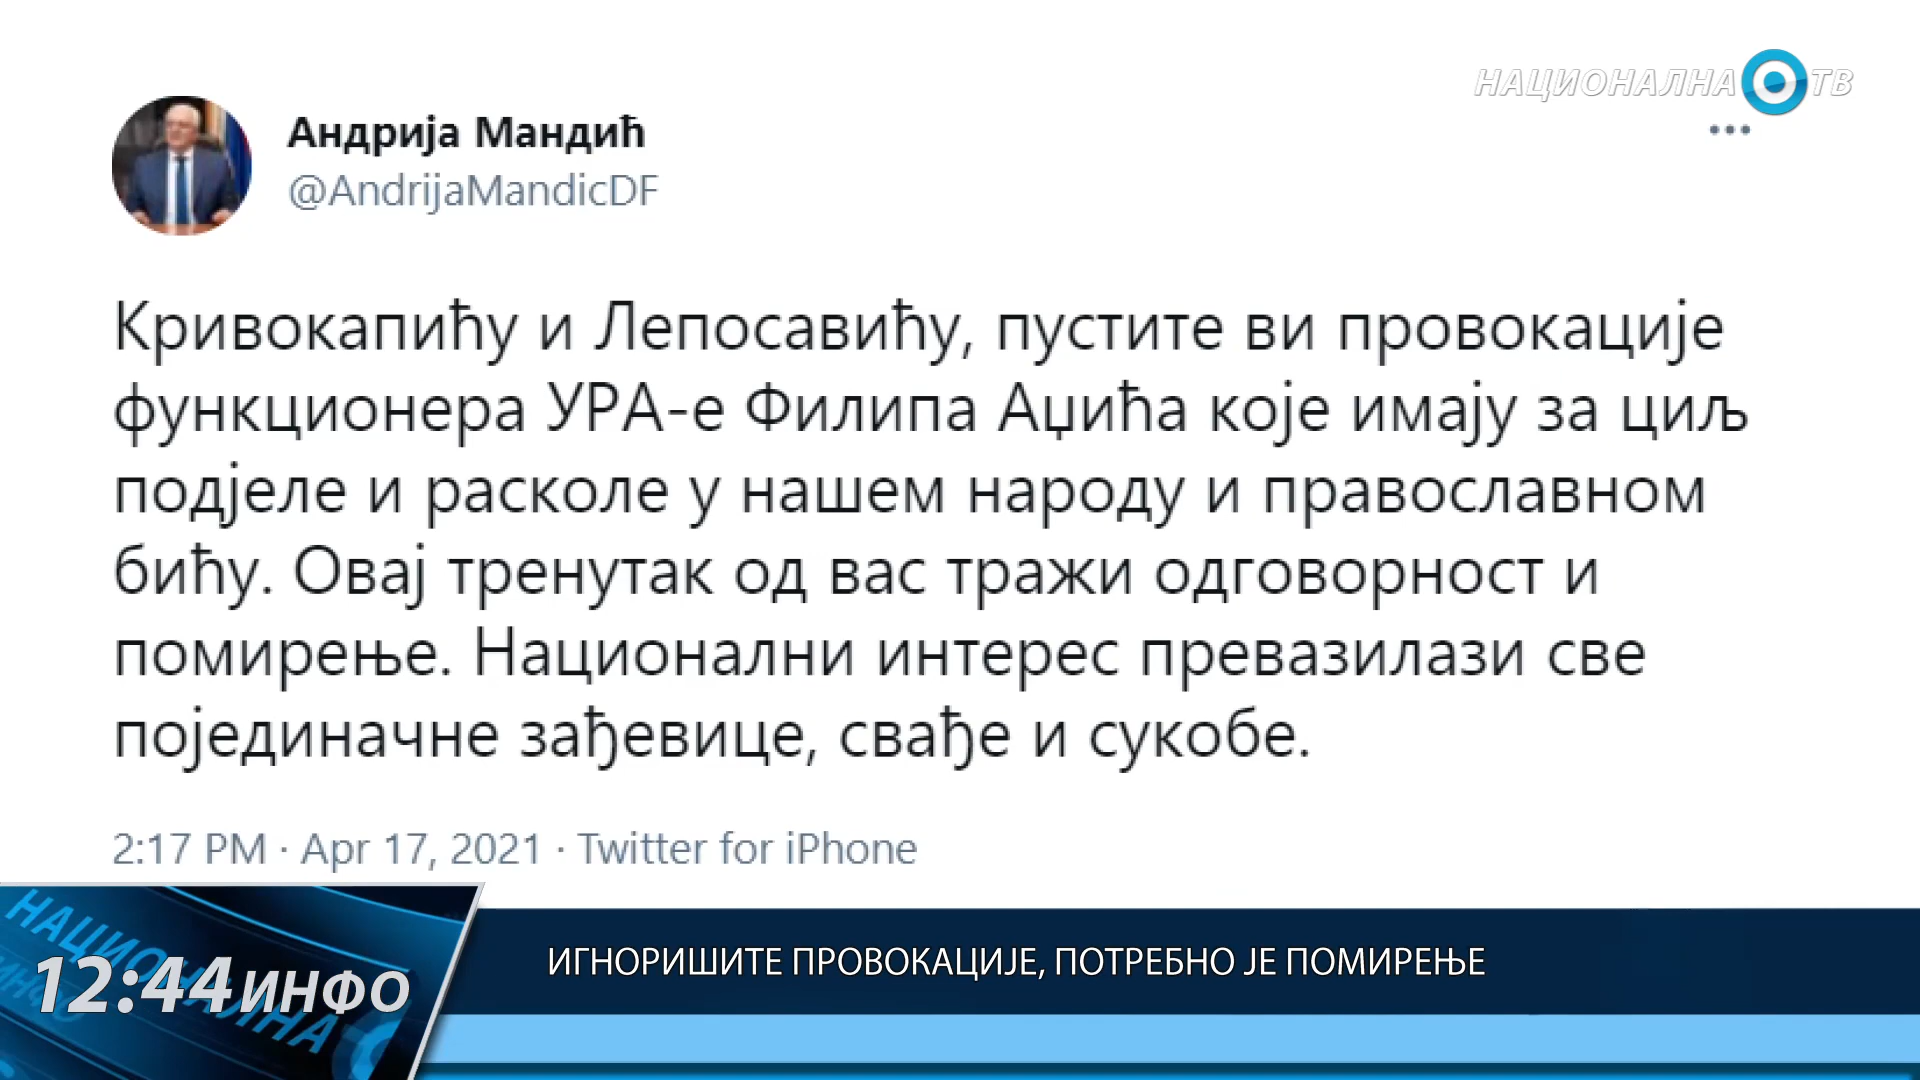 НАЦИОНАЛНА ТВ
Андрија Мандић
@AndrijaMandicDF
Кривокапићу и Лепосавићу, пустите ви провокације
функционера УРА-е Филипа Аџића које имају за циљ
подјеле и расколе у нашем народу и православном
бићу. Овај тренутак од вас тражи одговорност и
помирење. Национални интерес превазилази све
појединачне зађевице, свађе и сукобе.
2:17 PM · Apr 17, 2021 · Twitter for iPhone
НАЦИОНАЛНА
12:44 ИНФО
ИГНОРИШИТЕ ПРОВОКАЦИЈЕ, ПОТРЕБНО ЈЕ ПОМИРЕЊЕ